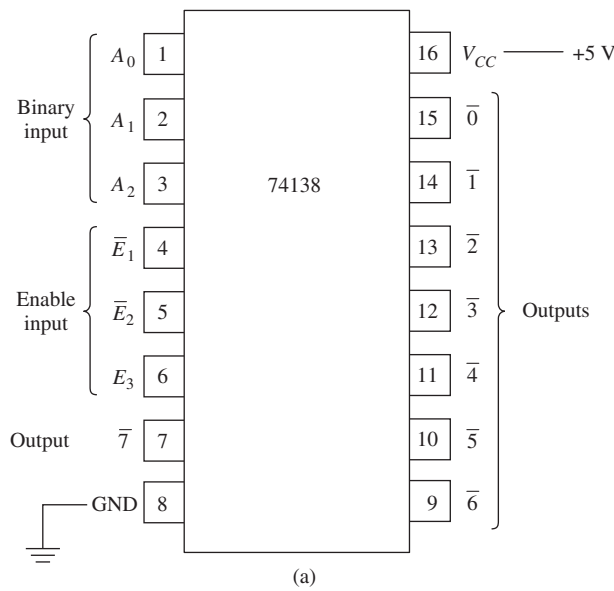 A0 1 16 VCC +5 V
Binary input
A1 2 15 0̅
A2 3 74138 14 1̅
E̅1 4 13 2̅
Enable input
E̅2 5 12 3̅ Outputs
E3 6 11 4̅
Output 7̅ 7 10 5̅
GND 8 9 6̅
(a)